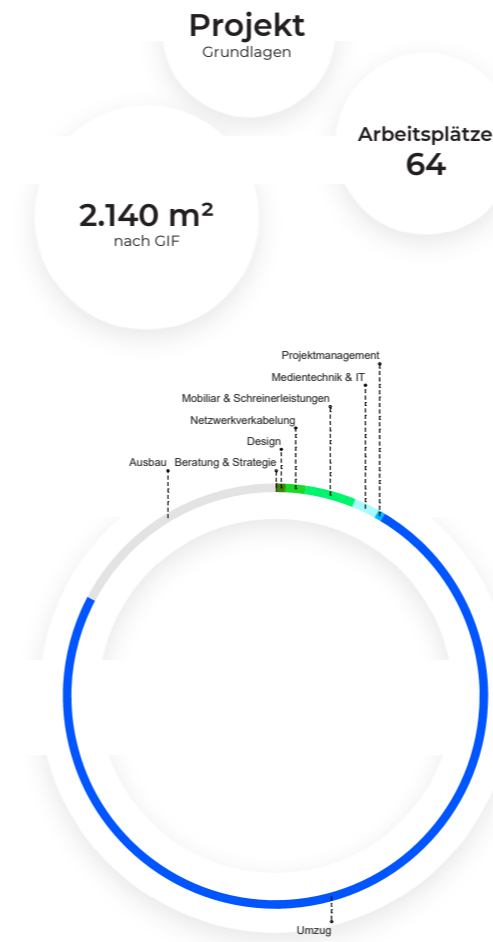 Projekt
Grundlagen
Arbeitsplätze
64
2.140 m²
nach GIF
Projektmanagement
Medientechnik & IT
Mobiliar & Schreinerleistungen
Netzwerkverkabelung
Design
Ausbau Beratung & Strategie
Umzug